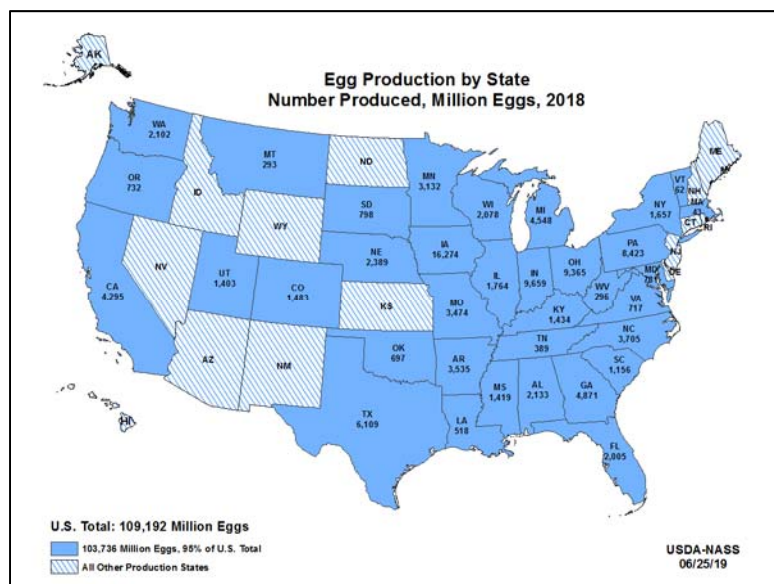 Egg Production by State
Number Produced, Million Eggs, 2018
AK
WA
2,102
MT
293
ND
MN
3,132
ME
VT
62
NH
OR
732
ID
SD
798
WI
2,078
MI
4,548
NY
1,657
MA
43
CT
RI
WY
NE
2,389
IA
16,274
PA
8,423
NJ
DE
MD
781
NV
UT
1,403
CO
1,483
IL
1,764
IN
9,659
OH
9,365
WV
296
VA
717
CA
4,295
KS
MO
3,474
KY
1,434
NC
3,705
TN
389
AZ
NM
OK
697
AR
3,535
SC
1,156
MS
1,419
AL
2,133
GA
4,871
TX
6,109
LA
518
FL
2,005
HI
U.S. Total: 109,192 Million Eggs
103,736 Million Eggs, 95% of U.S. Total
All Other Production States
USDA-NASS
06/25/19